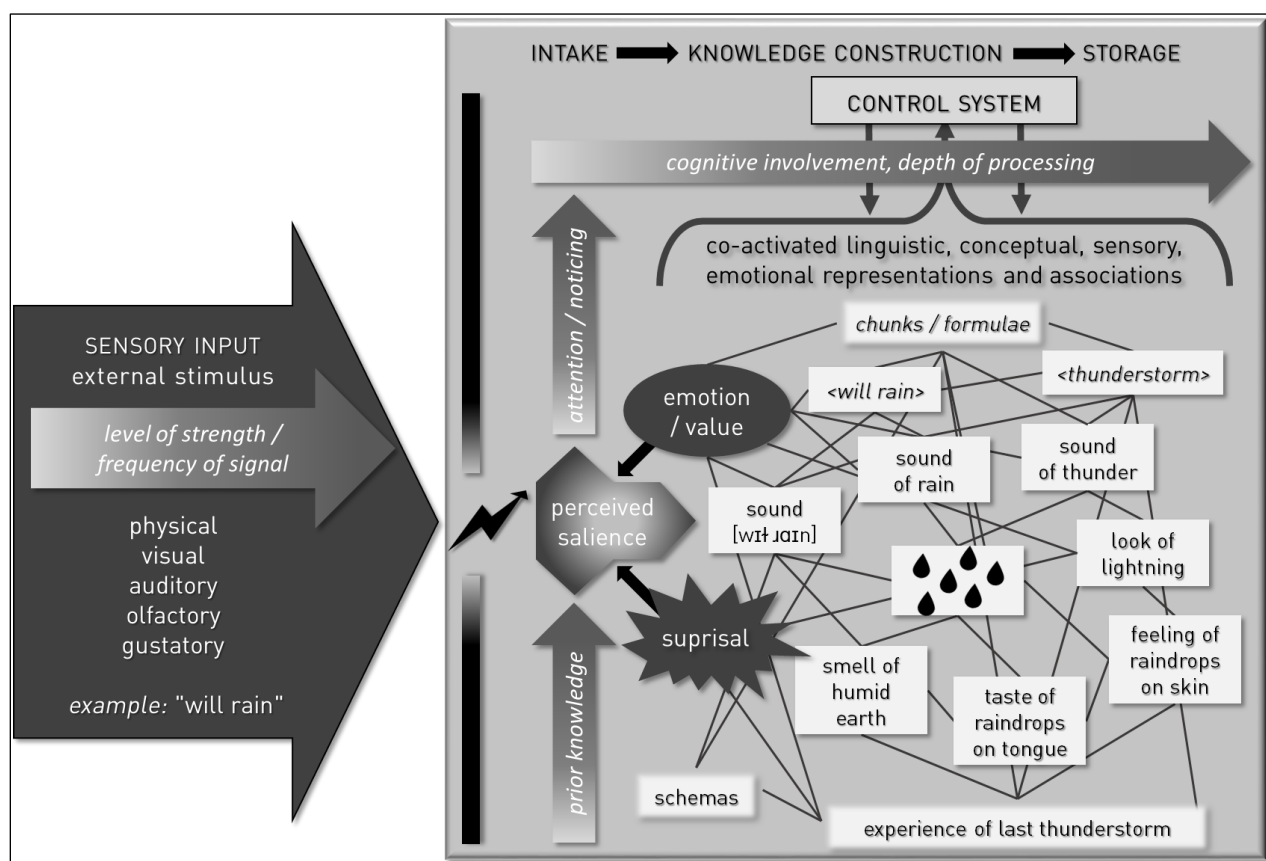 INTAKE → KNOWLEDGE CONSTRUCTION → STORAGE
CONTROL SYSTEM
cognitive involvement, depth of processing
co-activated linguistic, conceptual, sensory,
emotional representations and associations
SENSORY INPUT
external stimulus
level of strength /
frequency of signal
physical
visual
auditory
olfactory
gustatory
example: "will rain"
attention / noticing
perceived
salience
prior knowledge
emotion
/ value
suprisal
chunks / formulae
<will rain>
<thunderstorm>
sound
of rain
sound
of thunder
sound
[wɪɫ ɹaɪn]
look of
lightning
smell of
humid
earth
taste of
raindrops
on tongue
feeling of
raindrops
on skin
schemas
experience of last thunderstorm